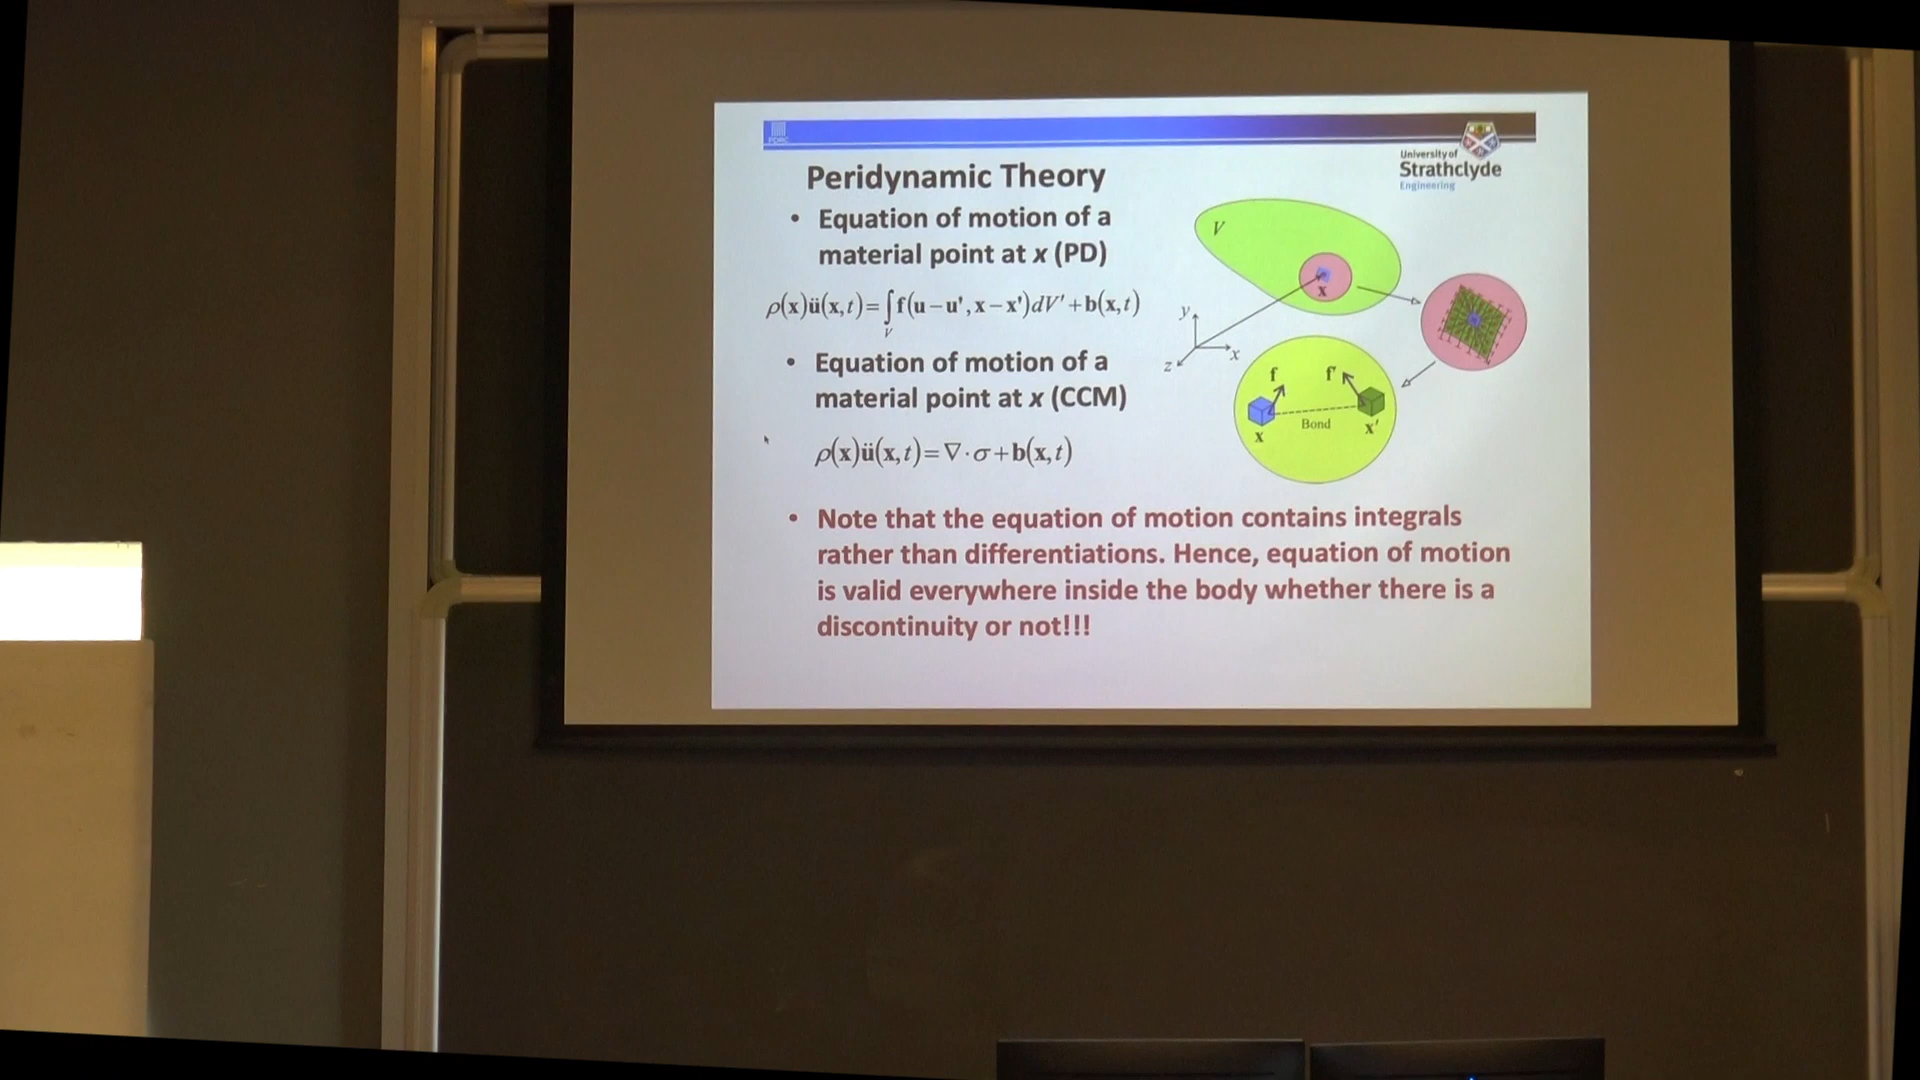 PDRC
University of
Strathclyde
Engineering
Peridynamic Theory
• Equation of motion of a
material point at x (PD)
ρ(x)ü(x,t)=∫f(u−u',x−x')dV'+b(x,t)
V
• Equation of motion of a
material point at x (CCM)
ρ(x)ü(x,t)=∇·σ+b(x,t)
V
x
y
x
z
f
f'
Bond
x
x'
• Note that the equation of motion contains integrals
rather than differentiations. Hence, equation of motion
is valid everywhere inside the body whether there is a
discontinuity or not!!!